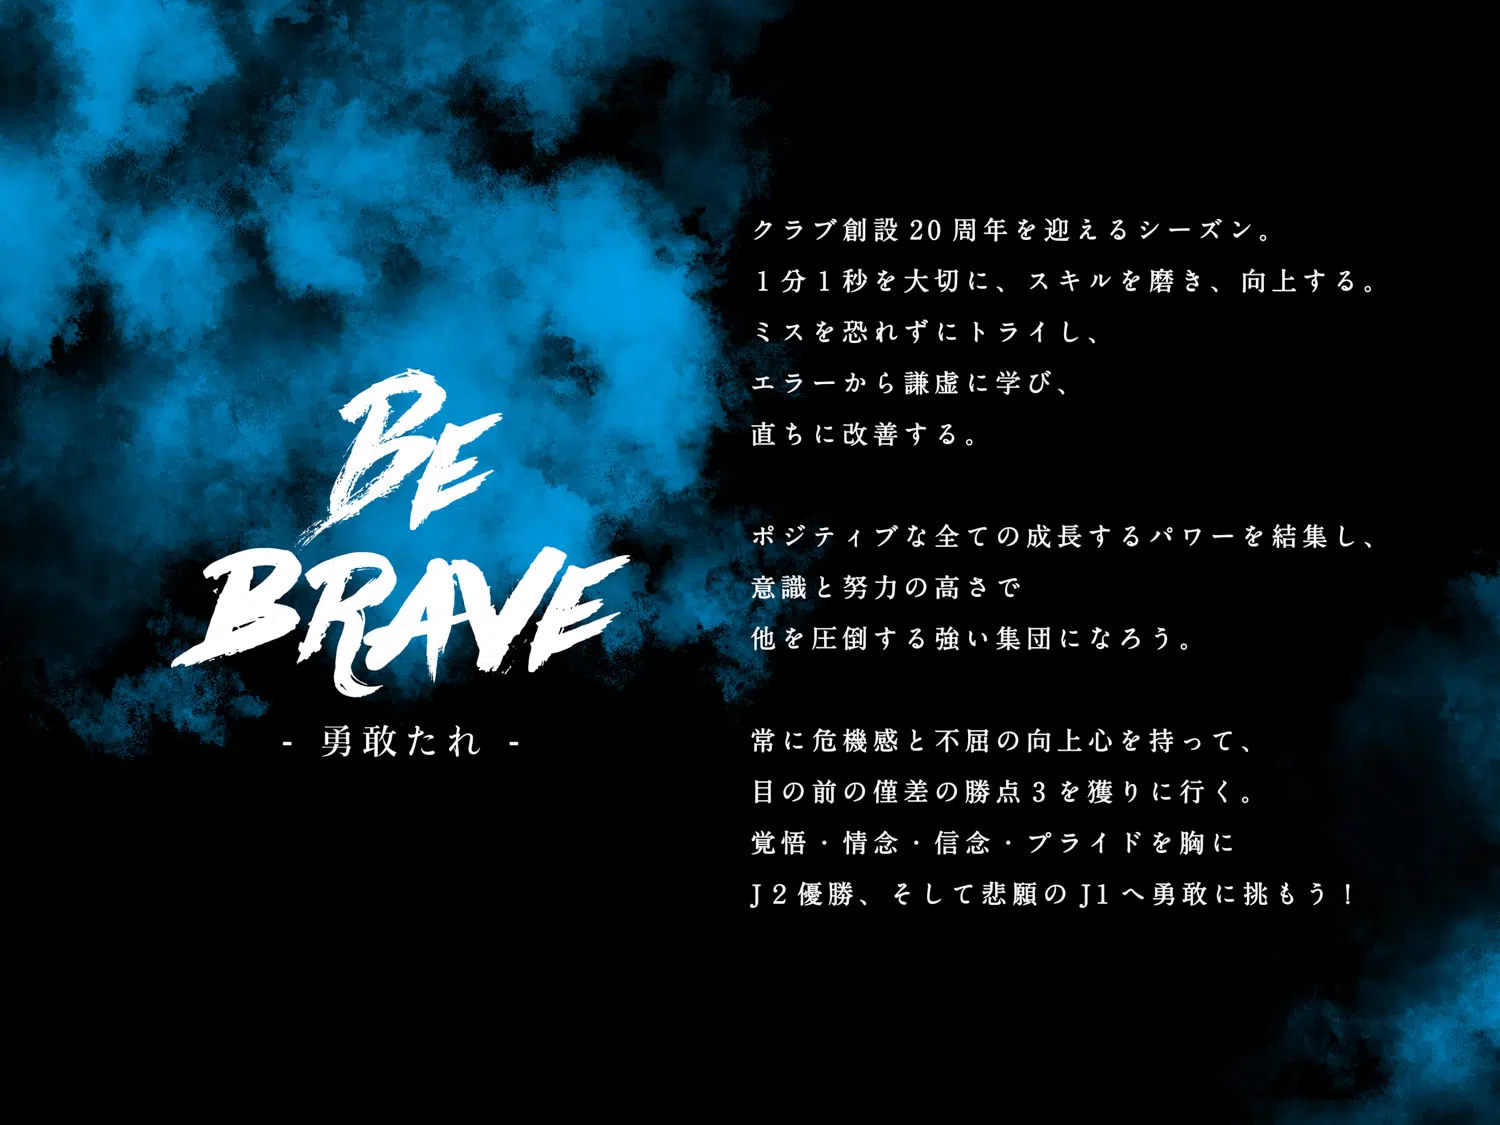 BE
BRAVE
- 勇敢たれ -
クラブ創設20周年を迎えるシーズン。
1分1秒を大切に、スキルを磨き、向上する。
ミスを恐れずにトライし、
エラーから謙虚に学び、
直ちに改善する。
ポジティブな全ての成長するパワーを結集し、
意識と努力の高さで
他を圧倒する強い集団になろう。
常に危機感と不屈の向上心を持って、
目の前の僅差の勝点3を獲りに行く。
覚悟・情念・信念・プライドを胸に
J2優勝、そして悲願のJ1へ勇敢に挑もう！